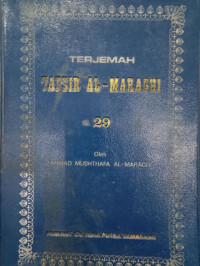 TERJEMAH
TAFSIR AL-MARAGHI
29
Oleh
AHMAD MUSHTHAFA AL-MARAGHI